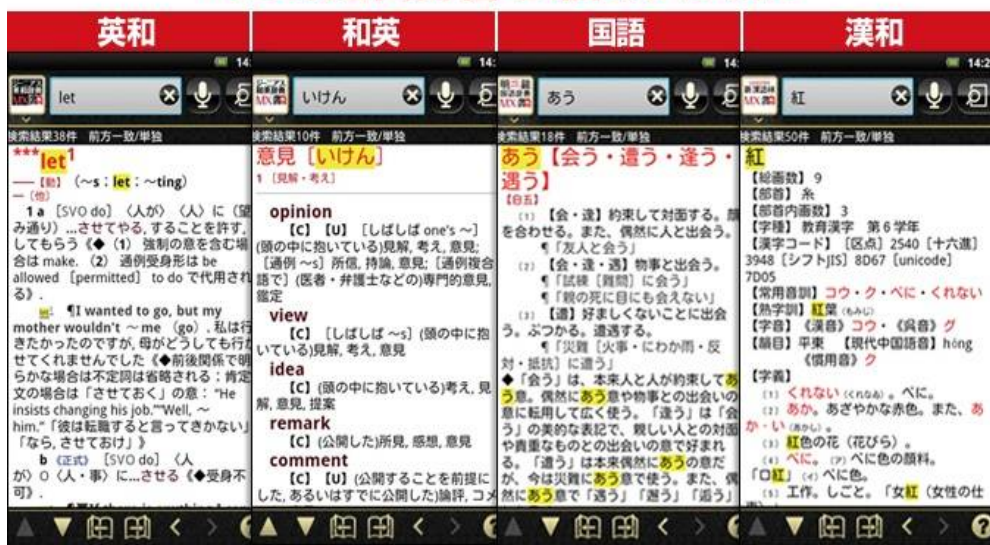 英和
14:
let
検索結果38件 前方一致/単独
***let1
―【動】(~s ; let ; ~ting)
―〔他〕
1 a [SVO do]〈人が〉〈人〉に(望
み通り)...させてやる, することを許す,
してもらう《◆(1) 強制の意を含む場
合は make. (2) 通例受身形は be
allowed [permitted] to do で代用され
る》.
¶I wanted to go, but my
mother wouldn't ~ me (go) . 私は行
きたかったのですが, 母がどうしても行か
せてくれませんでした《◆前後関係で明
らかな場合は不定詞は省略される ; 肯定
文の場合は「させておく」の意 : "He
insists changing his job.""Well, ~
him."「彼は転職すると言ってきかない」
「なら, させておけ」》
b 《正式》[SVO do]〈人
が〉O〈人・事〉に...させる《◆受身不
可》.
和英
14:
いけん
検索結果10件 前方一致/単独
意見［いけん］
1 [見解・考え]
opinion
【C】【U】[しばしば one's ~]
(頭の中に抱いている)見解, 考え, 意見;
[通例 ~s] 所信, 持論, 意見; [通例複合
語で] (医者・弁護士などの)専門的意見,
鑑定
view
【C】[しばしば ~s] (頭の中に抱
いている)見解, 考え, 意見
idea
【C】(頭の中に抱いている)考え, 見
解, 意見, 提案
remark
【C】(公開した)所見, 感想, 意見
comment
【C】【U】(公開することを前提に
した, あるいはすでに公開した)論評, コメ
国語
14:
あう
検索結果18件 前方一致/単独
あう【会う・遭う・逢う・
遇う】
［自五］
(1) 【会・逢】約束して対面する。顔
を合わせる。また、偶然に人と出会う。
¶「友人と会う」
(2) 【会・逢・遇】物事と出会う。
¶「試練［難問］に会う」
¶「親の死に目にも会えない」
(3) 【遭】好ましくないことに出会
う。ぶつかる。遭遇する。
¶「災難［火事・にわか雨・反
対・抵抗］に遭う」
◆「会う」は、本来人と人が約束してあ
う意。偶然にあう意や物事との出会いの
意に転用して広く使う。「逢う」は「会
う」の美的な表記で、親しい人との対面
や貴重なものとの出会いの意で好まれ
る。「遭う」は本来偶然にあうの意だ
が、今は災難にあう意で使う。また、偶
然にあう意で「遇う」「邂う」「逅う」
漢和
14:2
紅
検索結果50件 前方一致/単独
紅
【総画数】9
【部首】糸
【部首内画数】3
【字種】教育漢字 第6学年
【漢字コード】［区点］2540［十六進］
3948［シフトJIS］8D67［unicode］
7D05
【常用音訓】コウ・ク・べに・くれない
【熟字訓】紅葉（もみじ）
【字音】《漢音》コウ・《呉音》グ
【韻目】平東 【現代中国語音】hóng
《慣用音》ク
【字義】
(1) くれない（くれなゐ）。べに。
(2) あか。あざやかな赤色。また、あ
か・い（あかし）。
(3) 紅色の花（花びら）。
(4) べに。(ア) べに色の顔料。
「口紅」(イ) べに色。
(5) 工作。しごと。「女紅（女性の仕